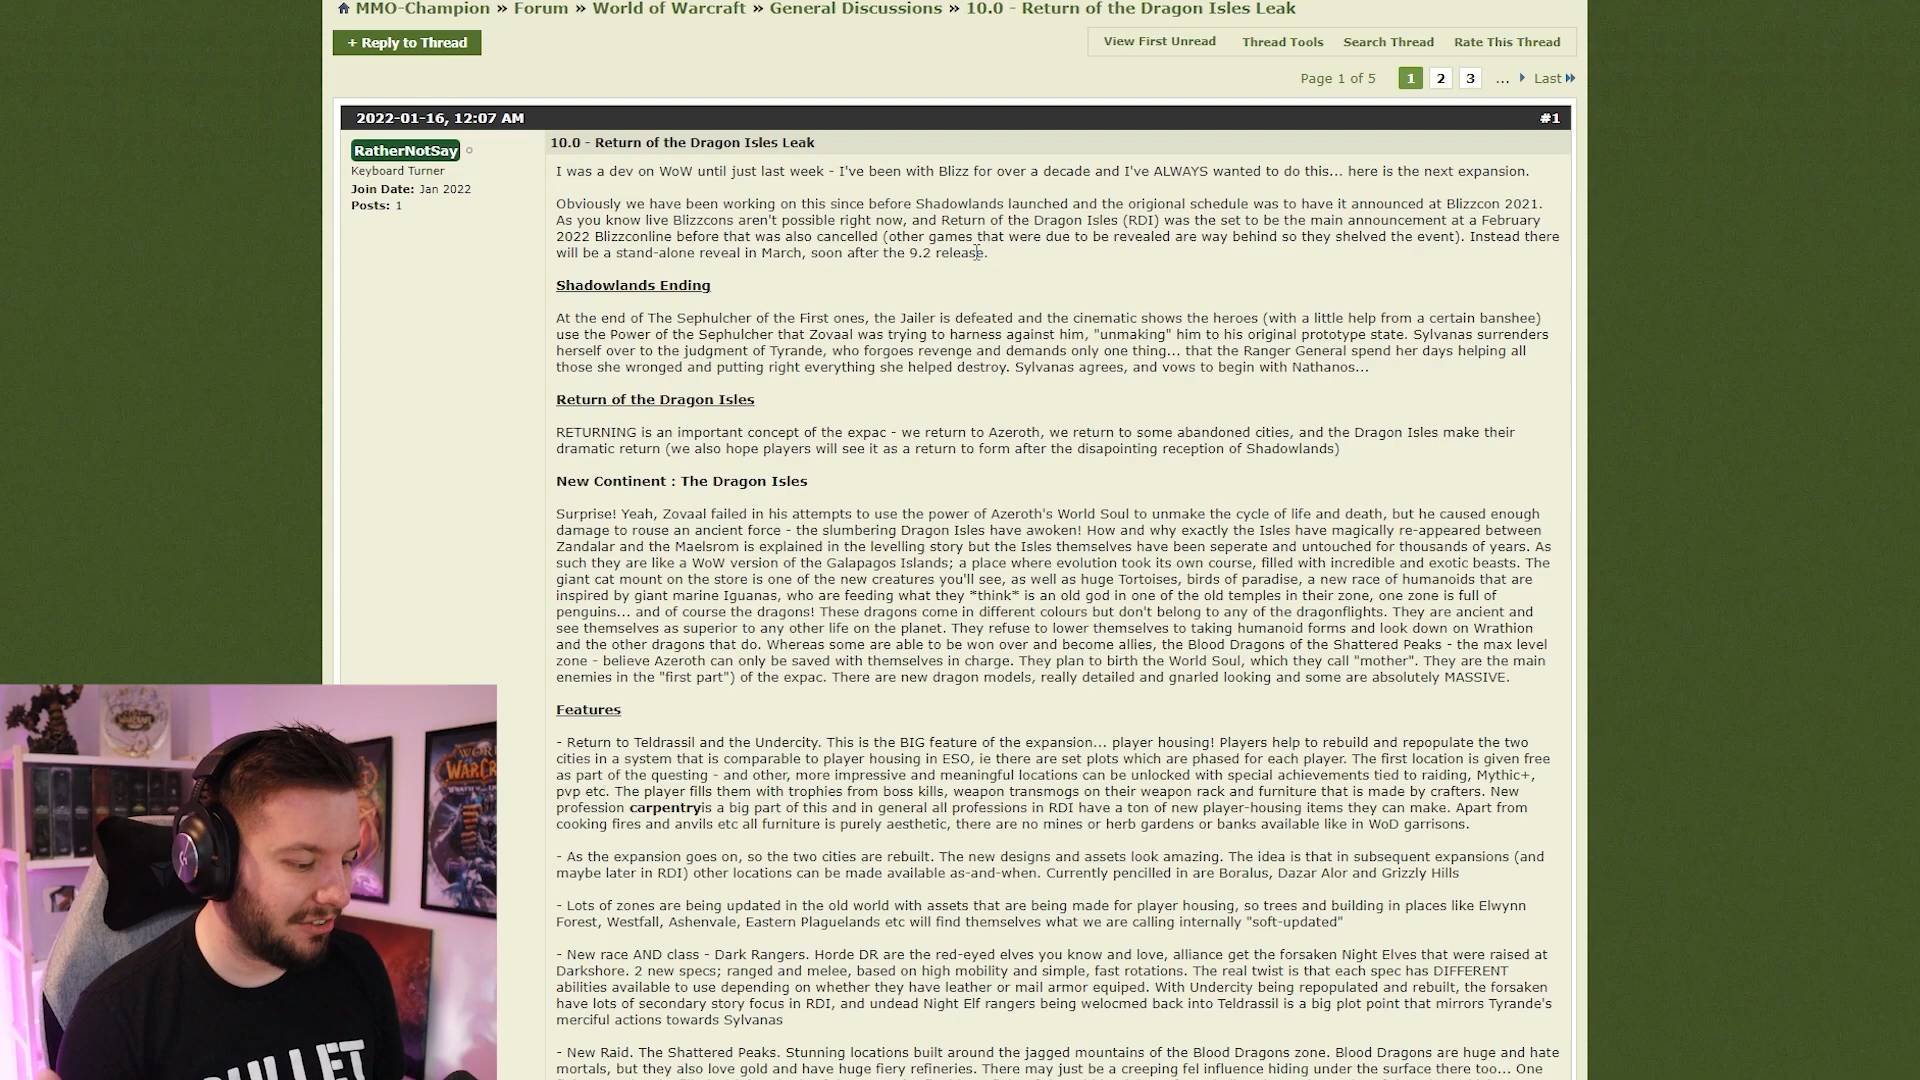 MMO-Champion » Forum » World of Warcraft » General Discussions » 10.0 - Return of the Dragon Isles Leak
+ Reply to Thread
View First Unread Thread Tools Search Thread Rate This Thread
Page 1 of 5 1 2 3 ... Last
2022-01-16, 12:07 AM #1
RatherNotSay
Keyboard Turner
Join Date: Jan 2022
Posts: 1
10.0 - Return of the Dragon Isles Leak
I was a dev on WoW until just last week - I've been with Blizz for over a decade and I've ALWAYS wanted to do this... here is the next expansion.
Obviously we have been working on this since before Shadowlands launched and the origional schedule was to have it announced at Blizzcon 2021.
As you know live Blizzcons aren't possible right now, and Return of the Dragon Isles (RDI) was the set to be the main announcement at a February
2022 Blizzconline before that was also cancelled (other games that were due to be revealed are way behind so they shelved the event). Instead there
will be a stand-alone reveal in March, soon after the 9.2 release.
Shadowlands Ending
At the end of The Sephulcher of the First ones, the Jailer is defeated and the cinematic shows the heroes (with a little help from a certain banshee)
use the Power of the Sephulcher that Zovaal was trying to harness against him, "unmaking" him to his original prototype state. Sylvanas surrenders
herself over to the judgment of Tyrande, who forgoes revenge and demands only one thing... that the Ranger General spend her days helping all
those she wronged and putting right everything she helped destroy. Sylvanas agrees, and vows to begin with Nathanos...
Return of the Dragon Isles
RETURNING is an important concept of the expac - we return to Azeroth, we return to some abandoned cities, and the Dragon Isles make their
dramatic return (we also hope players will see it as a return to form after the disapointing reception of Shadowlands)
New Continent : The Dragon Isles
Surprise! Yeah, Zovaal failed in his attempts to use the power of Azeroth's World Soul to unmake the cycle of life and death, but he caused enough
damage to rouse an ancient force - the slumbering Dragon Isles have awoken! How and why exactly the Isles have magically re-appeared between
Zandalar and the Maelsrom is explained in the levelling story but the Isles themselves have been seperate and untouched for thousands of years. As
such they are like a WoW version of the Galapagos Islands; a place where evolution took its own course, filled with incredible and exotic beasts. The
giant cat mount on the store is one of the new creatures you'll see, as well as huge Tortoises, birds of paradise, a new race of humanoids that are
inspired by giant marine Iguanas, who are feeding what they *think* is an old god in one of the old temples in their zone, one zone is full of
penguins... and of course the dragons! These dragons come in different colours but don't belong to any of the dragonflights. They are ancient and
see themselves as superior to any other life on the planet. They refuse to lower themselves to taking humanoid forms and look down on Wrathion
and the other dragons that do. Whereas some are able to be won over and become allies, the Blood Dragons of the Shattered Peaks - the max level
zone - believe Azeroth can only be saved with themselves in charge. They plan to birth the World Soul, which they call "mother". They are the main
enemies in the "first part") of the expac. There are new dragon models, really detailed and gnarled looking and some are absolutely MASSIVE.
Features
- Return to Teldrassil and the Undercity. This is the BIG feature of the expansion... player housing! Players help to rebuild and repopulate the two
cities in a system that is comparable to player housing in ESO, ie there are set plots which are phased for each player. The first location is given free
as part of the questing - and other, more impressive and meaningful locations can be unlocked with special achievements tied to raiding, Mythic+,
pvp etc. The player fills them with trophies from boss kills, weapon transmogs on their weapon rack and furniture that is made by crafters. New
profession carpentryis a big part of this and in general all professions in RDI have a ton of new player-housing items they can make. Apart from
cooking fires and anvils etc all furniture is purely aesthetic, there are no mines or herb gardens or banks available like in WoD garrisons.
- As the expansion goes on, so the two cities are rebuilt. The new designs and assets look amazing. The idea is that in subsequent expansions (and
maybe later in RDI) other locations can be made available as-and-when. Currently pencilled in are Boralus, Dazar Alor and Grizzly Hills
- Lots of zones are being updated in the old world with assets that are being made for player housing, so trees and building in places like Elwynn
Forest, Westfall, Ashenvale, Eastern Plaguelands etc will find themselves what we are calling internally "soft-updated"
- New race AND class - Dark Rangers. Horde DR are the red-eyed elves you know and love, alliance get the forsaken Night Elves that were raised at
Darkshore. 2 new specs; ranged and melee, based on high mobility and simple, fast rotations. The real twist is that each spec has DIFFERENT
abilities available to use depending on whether they have leather or mail armor equiped. With Undercity being repopulated and rebuilt, the forsaken
have lots of secondary story focus in RDI, and undead Night Elf rangers being welocmed back into Teldrassil is a big plot point that mirrors Tyrande's
merciful actions towards Sylvanas
- New Raid. The Shattered Peaks. Stunning locations built around the jagged mountains of the Blood Dragons zone. Blood Dragons are huge and hate
mortals, but they also love gold and have huge fiery refineries. There may just be a creeping fel influence hiding under the surface there too... One